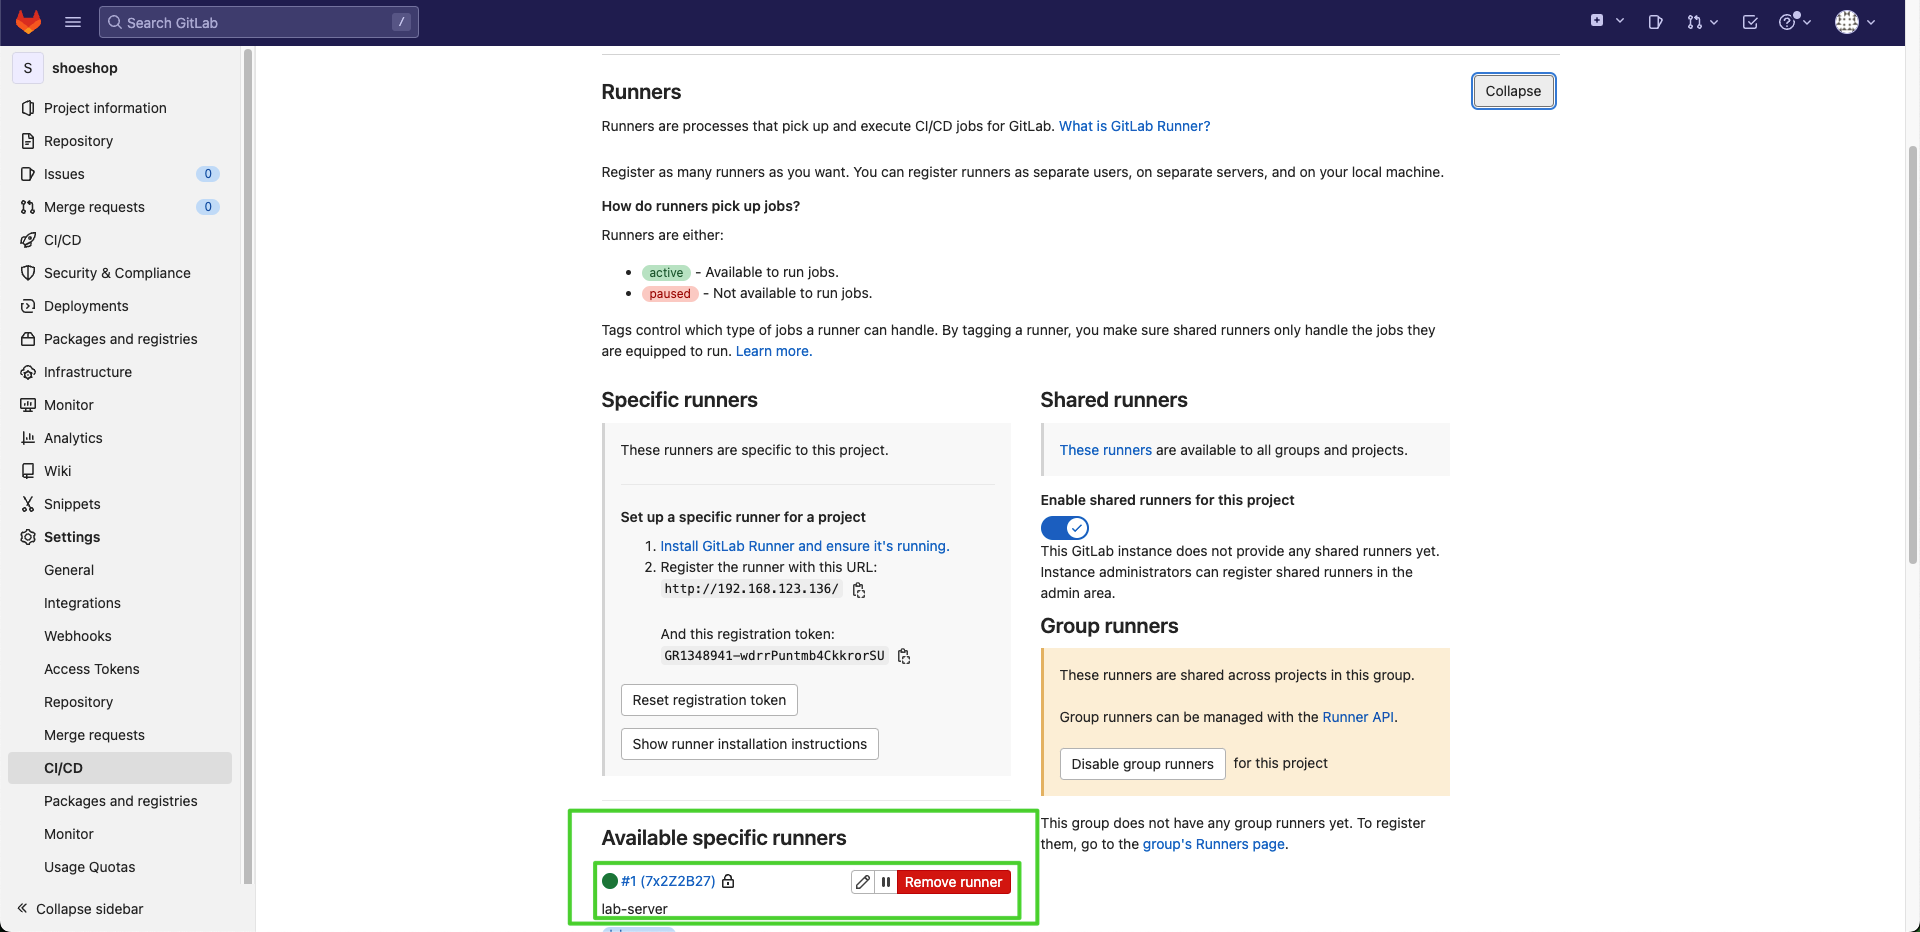 Search GitLab
/
S
shoeshop
Project information
Repository
Issues 0
Merge requests 0
CI/CD
Security & Compliance
Deployments
Packages and registries
Infrastructure
Monitor
Analytics
Wiki
Snippets
Settings
General
Integrations
Webhooks
Access Tokens
Repository
Merge requests
CI/CD
Packages and registries
Monitor
Usage Quotas
Collapse sidebar
Runners
Collapse
Runners are processes that pick up and execute CI/CD jobs for GitLab. What is GitLab Runner?
Register as many runners as you want. You can register runners as separate users, on separate servers, and on your local machine.
How do runners pick up jobs?
Runners are either:
• active - Available to run jobs.
• paused - Not available to run jobs.
Tags control which type of jobs a runner can handle. By tagging a runner, you make sure shared runners only handle the jobs they
are equipped to run. Learn more.
Specific runners
These runners are specific to this project.
Set up a specific runner for a project
1. Install GitLab Runner and ensure it's running.
2. Register the runner with this URL:
http://192.168.123.136/
And this registration token:
GR1348941-wdrrPuntmb4CkkrorSU
Reset registration token
Show runner installation instructions
Available specific runners
#1 (7x2Z2B27)
Remove runner
lab-server
Shared runners
These runners are available to all groups and projects.
Enable shared runners for this project
This GitLab instance does not provide any shared runners yet.
Instance administrators can register shared runners in the
admin area.
Group runners
These runners are shared across projects in this group.
Group runners can be managed with the Runner API.
Disable group runners for this project
This group does not have any group runners yet. To register
them, go to the group's Runners page.